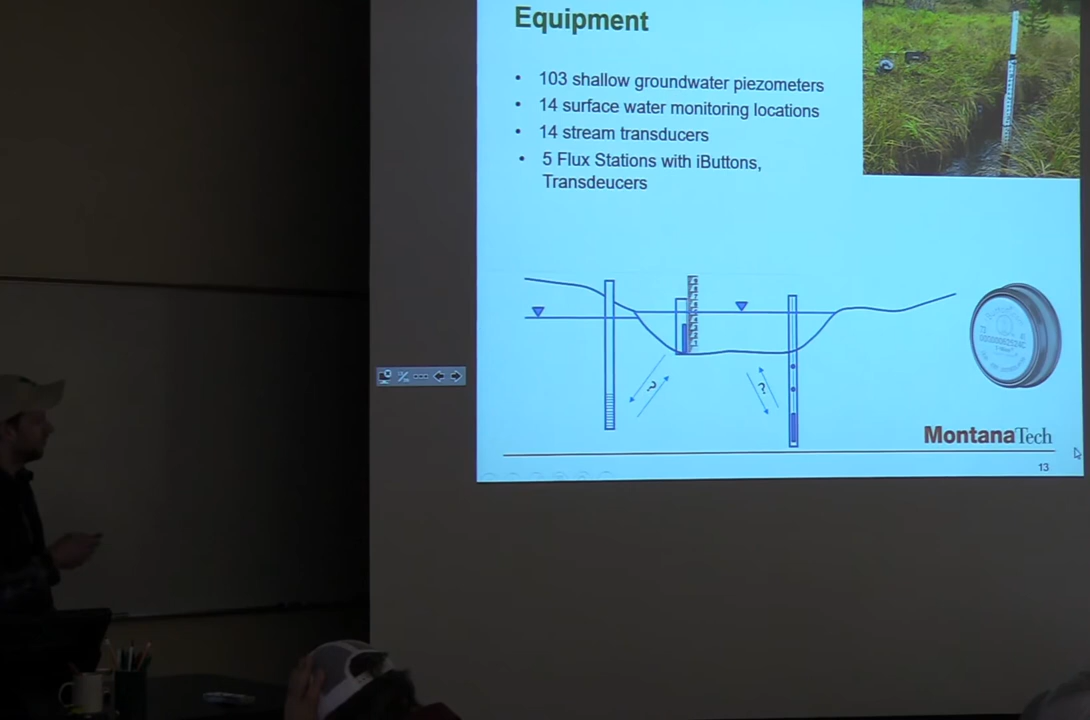 Equipment
• 103 shallow groundwater piezometers
• 14 surface water monitoring locations
• 14 stream transducers
• 5 Flux Stations with iButtons,
Transdeucers
?
?
MontanaTech
13